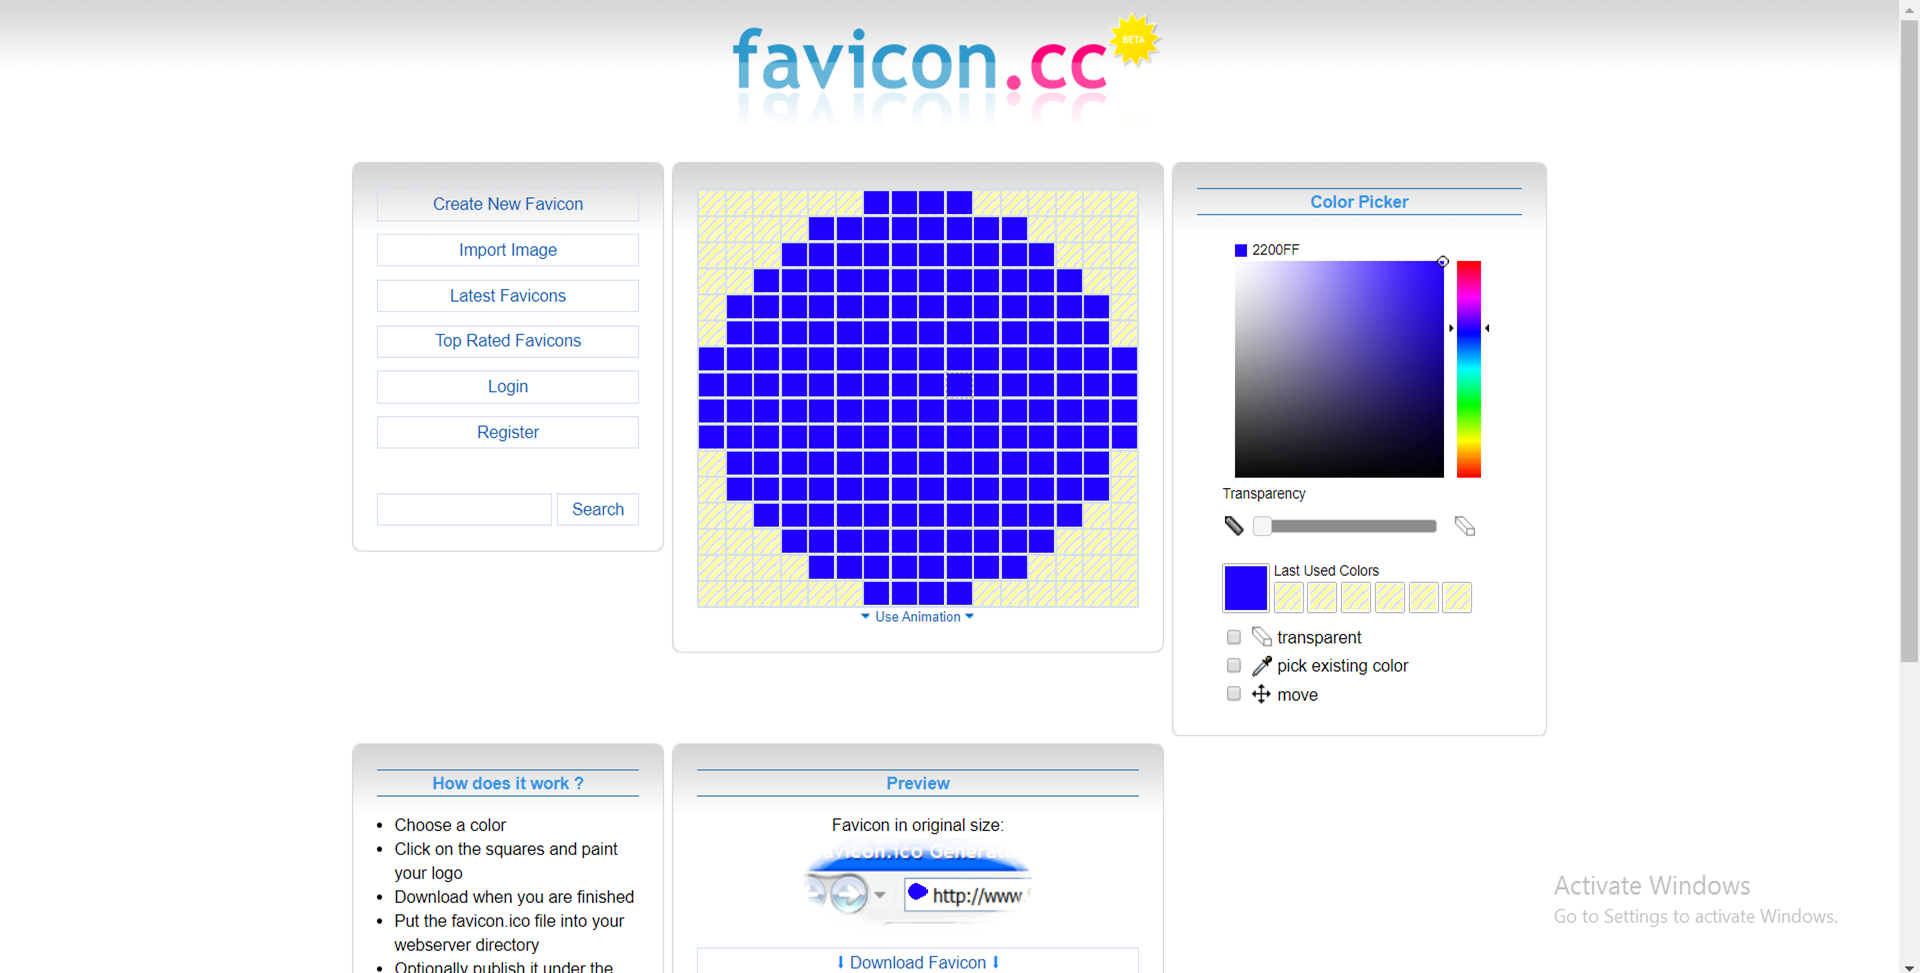 favicon.cc
BETA
Create New Favicon
Import Image
Latest Favicons
Top Rated Favicons
Login
Register
Search
Use Animation
Color Picker
2200FF
Transparency
Last Used Colors
transparent
pick existing color
move
How does it work ?
Choose a color
Click on the squares and paint
your logo
Download when you are finished
Put the favicon.ico file into your
webserver directory
Optionally publish it under the
Preview
Favicon in original size:
http://www.
Download Favicon
Activate Windows
Go to Settings to activate Windows.